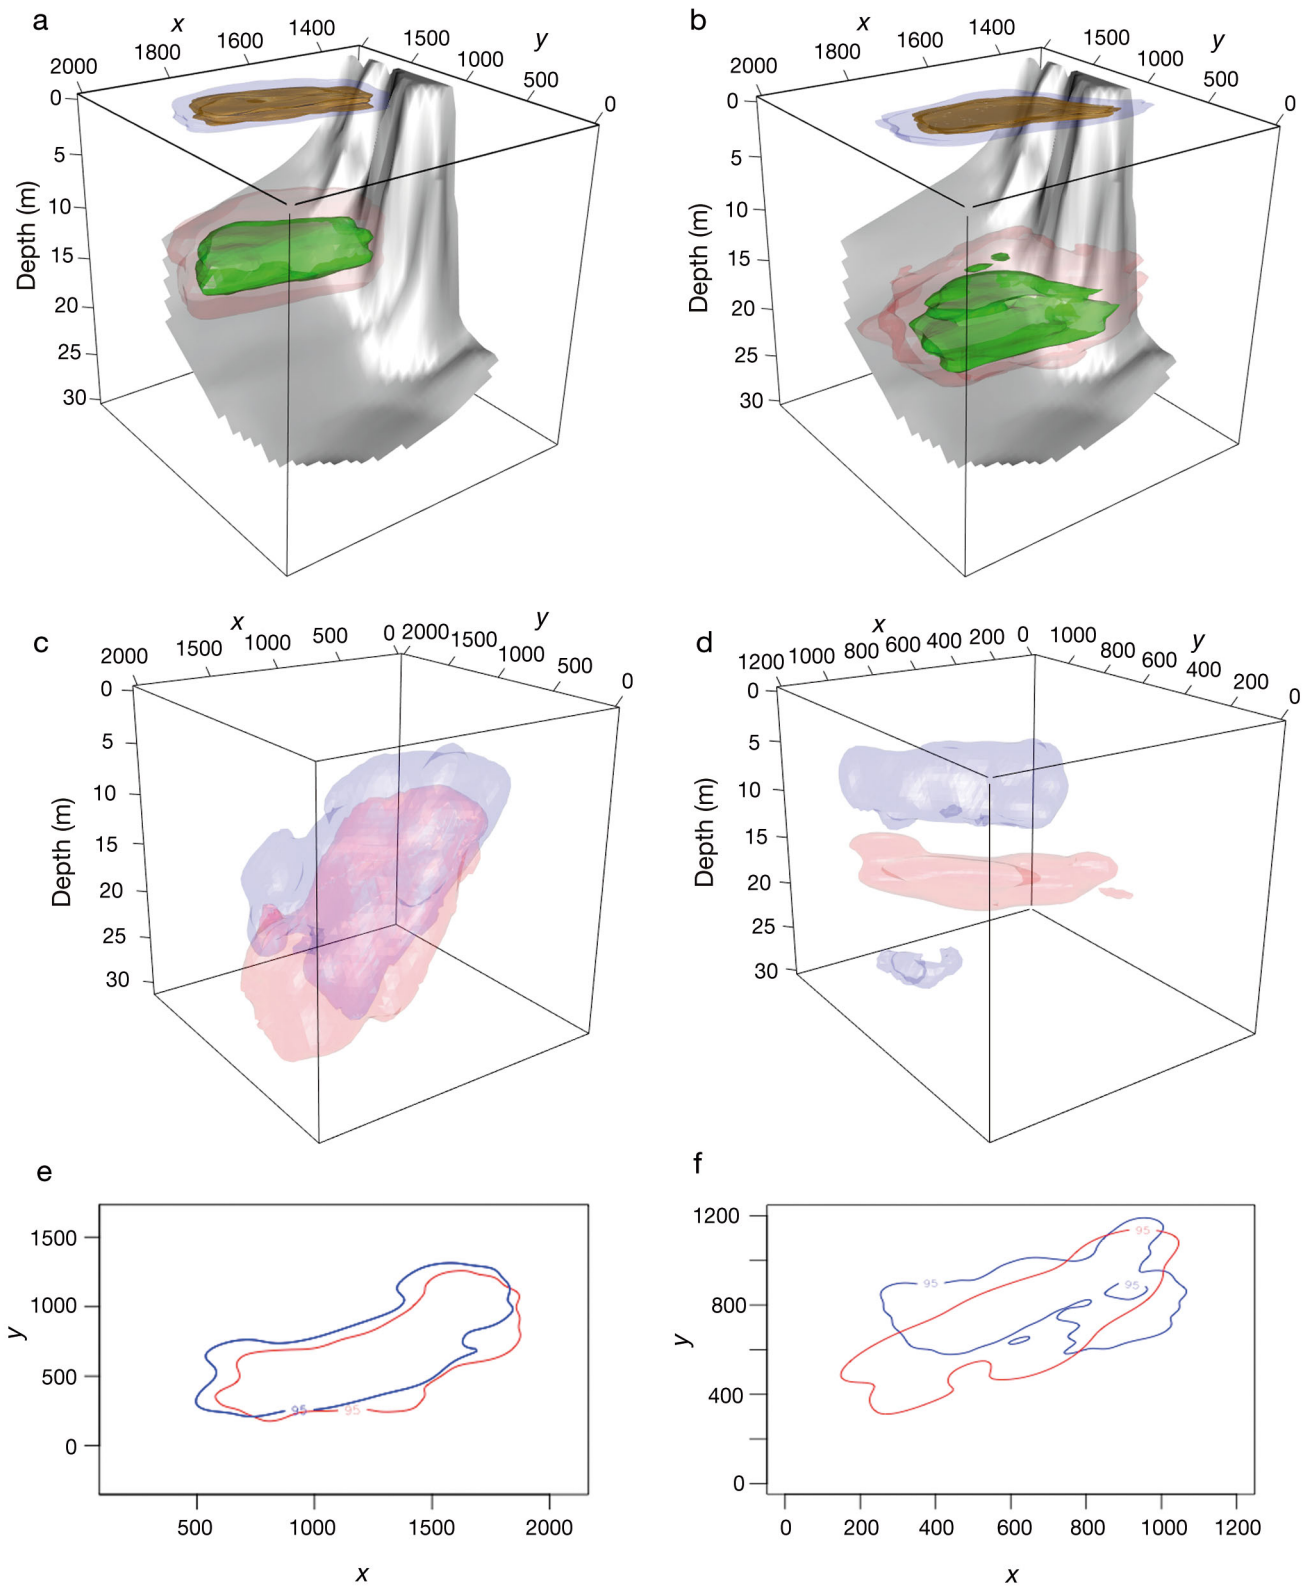 a
x
2000 1800 1600 1400
1500 1000 500 0
y
Depth (m)
0
5
10
15
20
25
30
b
x
2000 1800 1600 1400
1500 1000 500 0
y
Depth (m)
0
5
10
15
20
25
30
c
x
2000 1500 1000 500 0
2000 1500 1000 500 0
y
Depth (m)
0
5
10
15
20
25
30
d
x
1200 1000 800 600 400 200 0
1000 800 600 400 200 0
y
Depth (m)
0
5
10
15
20
25
30
e
y
1500
1000
500
0
95 95
500 1000 1500 2000
x
f
y
1200
800
400
0
95
95 95
0 200 400 600 800 1000 1200
x